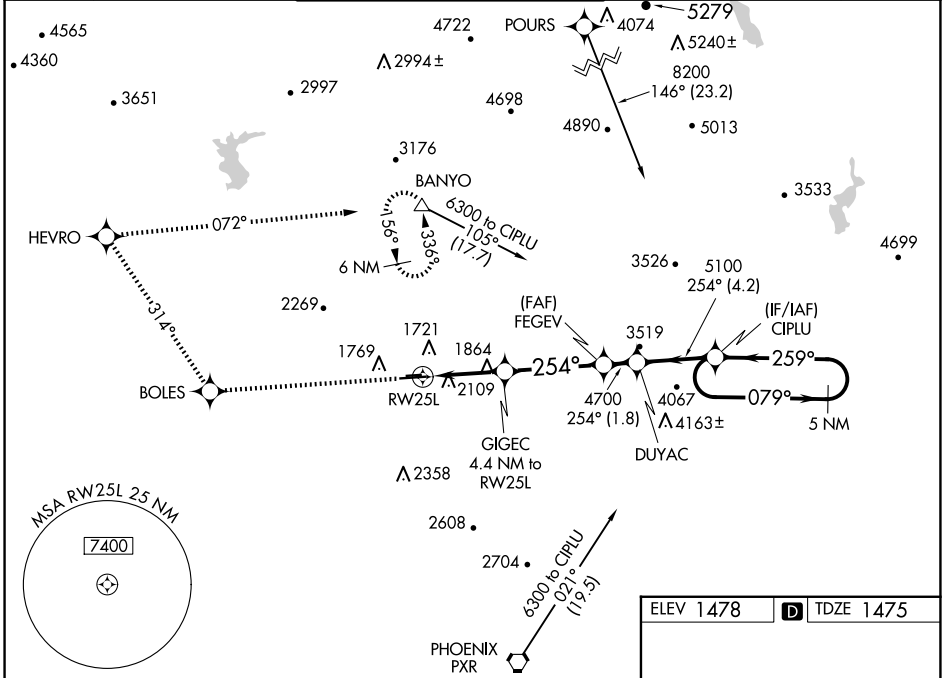 4565
4360
3651
2997
4722
2994±
4698
POURS
4074
5279
5240±
8200
146° (23.2)
4890
5013
3176
BANYO
3533
HEVRO
072°
156°
336°
6300 to CIPLU
105°
(17.7)
6 NM
4699
3526
5100
254° (4.2)
314°
2269
(FAF)
FEGEV
3519
(IF/IAF)
CIPLU
1721
1769
1864
254°
259°
BOLES
RW25L
2109
4700
254° (1.8)
4067
079°
4163±
5 NM
DUYAC
GIGEC
4.4 NM to
RW25L
2358
MSA RW25L 25 NM
7400
2608
2704
6300 to CIPLU
021°
(19.5)
PHOENIX
PXR
ELEV 1478 D TDZE 1475